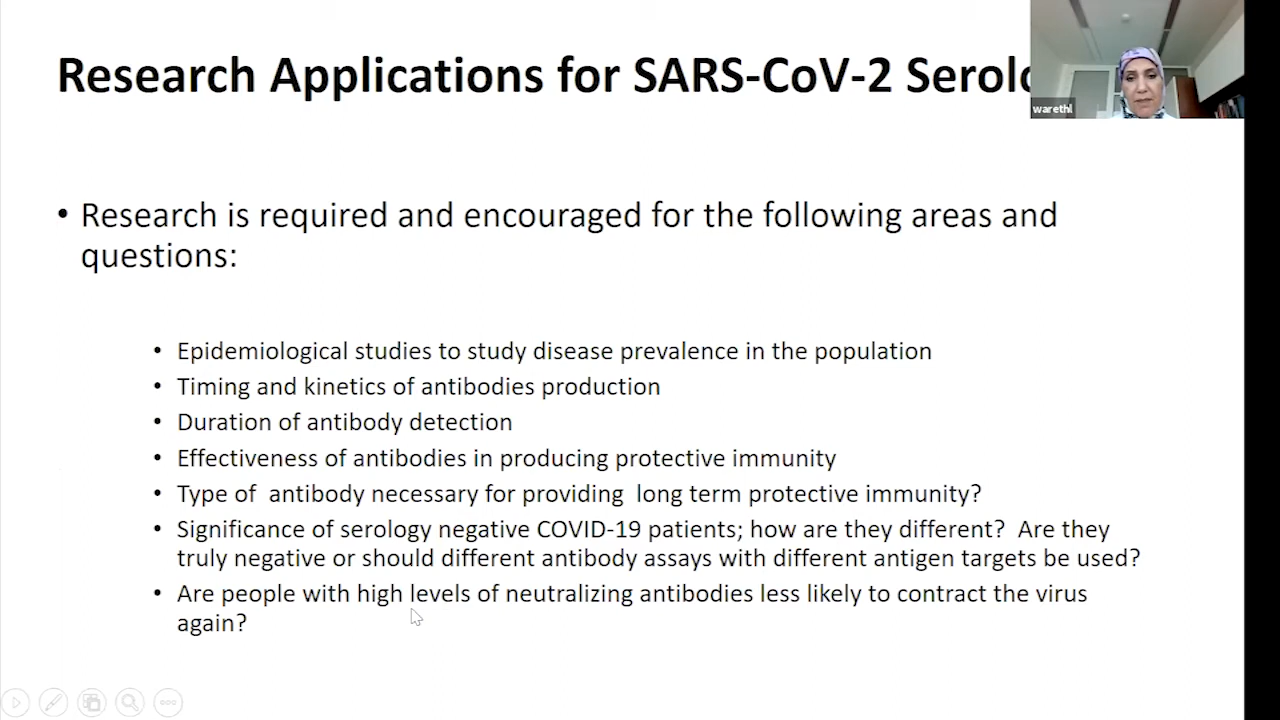 Research Applications for SARS-CoV-2 Serolo
warethl
• Research is required and encouraged for the following areas and
questions:
• Epidemiological studies to study disease prevalence in the population
• Timing and kinetics of antibodies production
• Duration of antibody detection
• Effectiveness of antibodies in producing protective immunity
• Type of  antibody necessary for providing  long term protective immunity?
• Significance of serology negative COVID-19 patients; how are they different?  Are they
truly negative or should different antibody assays with different antigen targets be used?
• Are people with high levels of neutralizing antibodies less likely to contract the virus
again?